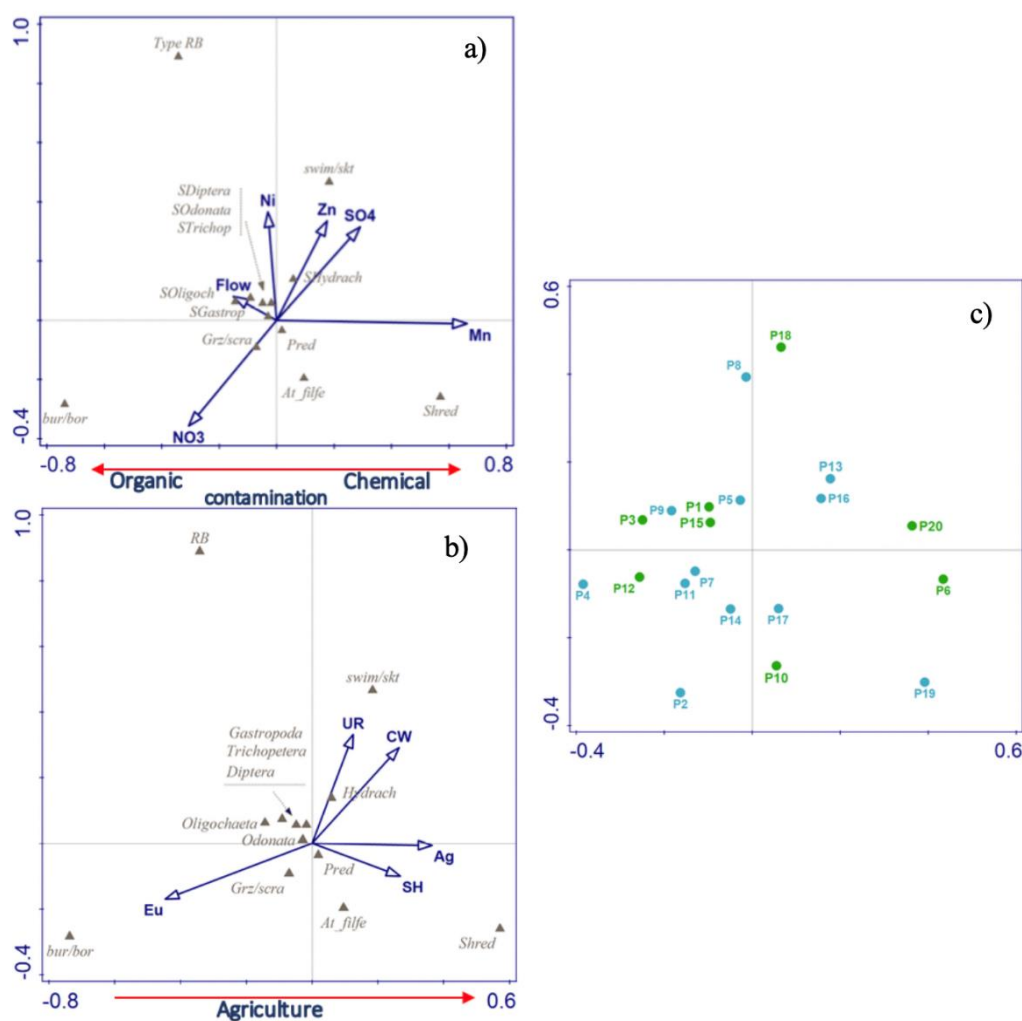 a)
1.0
Type RB
swim/skt
SDiptera
SOdonata
STrichop
Ni
Zn
SO4
SHydrach
Flow
SOligoch
SGastrop
Mn
Grz/scra
Pred
At_filfe
Shred
bur/bor
NO3
-0.4
-0.8
0.8
Organic
Chemical
contamination
b)
1.0
RB
swim/skt
UR
CW
Gastropoda
Trichopetera
Diptera
Hydrach
Oligochaeta
Odonata
Ag
Pred
SH
Grz/scra
Eu
At_filfe
Shred
bur/bor
-0.4
-0.8
0.6
Agriculture
c)
0.6
P18
P8
P13
P16
P5
P1
P9
P15
P3
P20
P7
P12
P11
P4
P6
P14
P17
P10
P2
P19
-0.4
-0.4
0.6